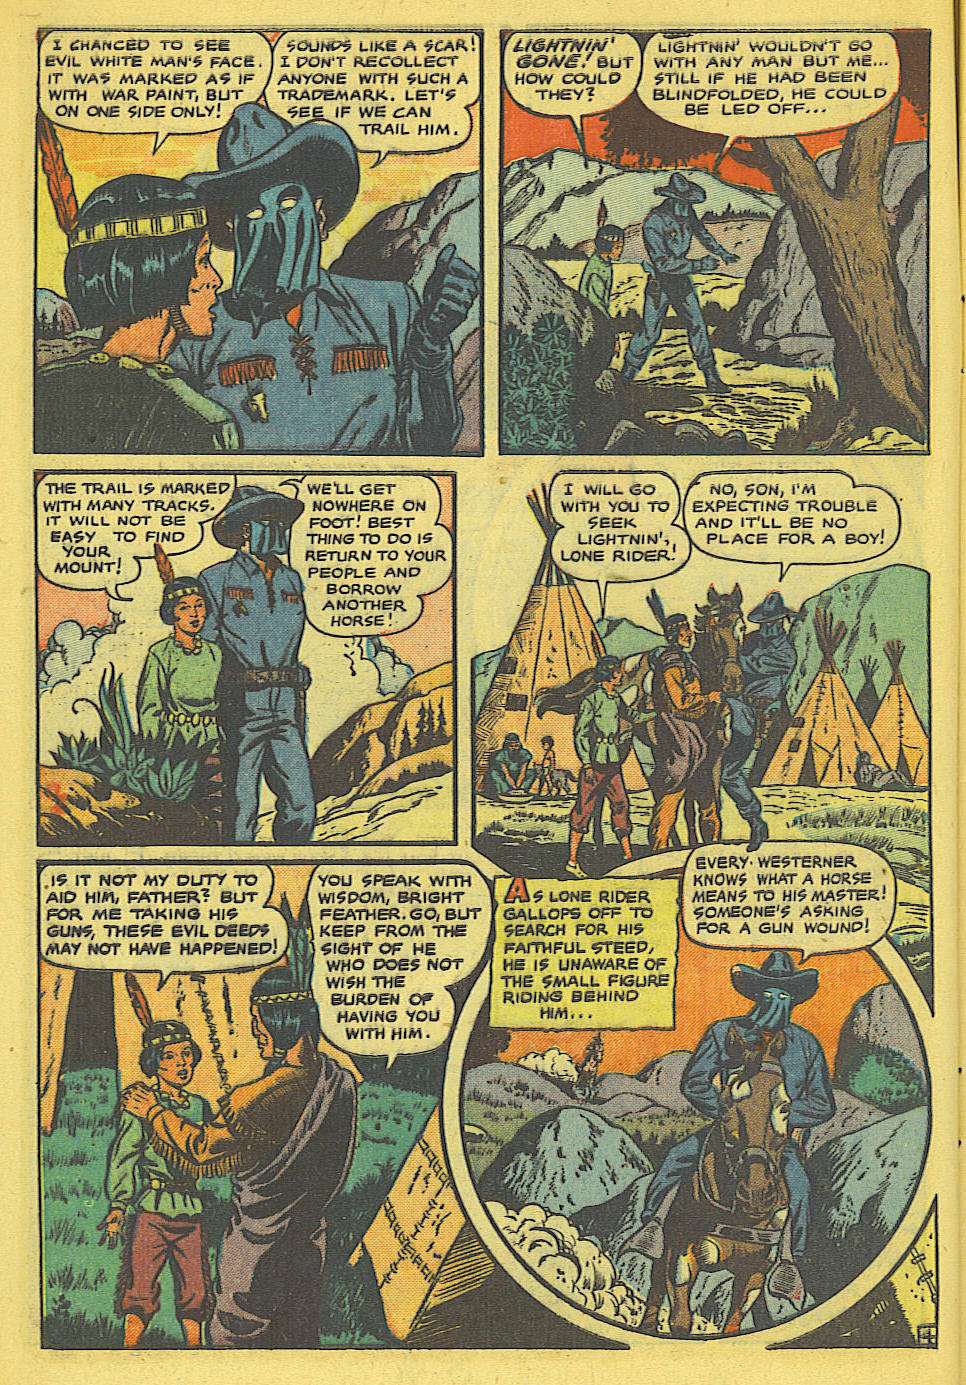 I CHANCED TO SEE
EVIL WHITE MAN'S FACE.
IT WAS MARKED AS IF
WITH WAR PAINT, BUT
ON ONE SIDE ONLY!
SOUNDS LIKE A SCAR!
I DON'T RECOLLECT
ANYONE WITH SUCH A
TRADEMARK. LET'S
SEE IF WE CAN
TRAIL HIM.
LIGHTNIN'
GONE! BUT
HOW COULD
THEY?
LIGHTNIN' WOULDN'T GO
WITH ANY MAN BUT ME...
STILL IF HE HAD BEEN
BLINDFOLDED, HE COULD
BE LED OFF...
THE TRAIL IS MARKED
WITH MANY TRACKS.
IT WILL NOT BE
EASY TO FIND
YOUR
MOUNT!
WE'LL GET
NOWHERE ON
FOOT! BEST
THING TO DO IS
RETURN TO YOUR
PEOPLE AND
BORROW
ANOTHER
HORSE!
I WILL GO
WITH YOU TO
SEEK
LIGHTNIN',
LONE RIDER!
NO, SON, I'M
EXPECTING TROUBLE
AND IT'LL BE NO
PLACE FOR A BOY!
IS IT NOT MY DUTY TO
AID HIM, FATHER? BUT
FOR ME TAKING HIS
GUNS, THESE EVIL DEEDS
MAY NOT HAVE HAPPENED!
YOU SPEAK WITH
WISDOM, BRIGHT
FEATHER. GO, BUT
KEEP FROM THE
SIGHT OF HE
WHO DOES NOT
WISH THE
BURDEN OF
HAVING YOU
WITH HIM.
AS LONE RIDER
GALLOPS OFF TO
SEARCH FOR HIS
FAITHFUL STEED,
HE IS UNAWARE OF
THE SMALL FIGURE
RIDING BEHIND
HIM...
EVERY WESTERNER
KNOWS WHAT A HORSE
MEANS TO HIS MASTER!
SOMEONE'S ASKING
FOR A GUN WOUND!
4